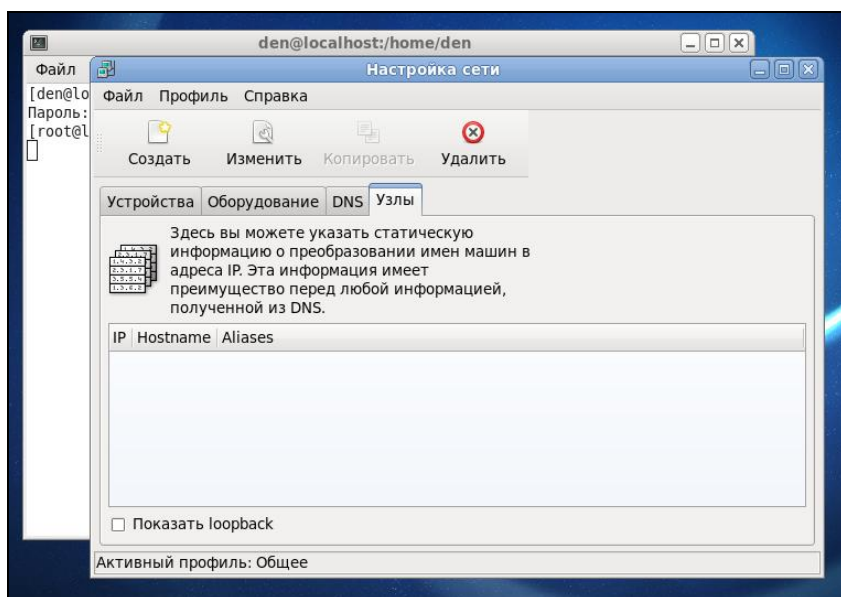 den@localhost:/home/den
Файл
[den@lo
Пароль:
[root@l
Настройка сети
Файл Профиль Справка
Создать Изменить Копировать Удалить
Устройства Оборудование DNS Узлы
Здесь вы можете указать статическую
информацию о преобразовании имен машин в
адреса IP. Эта информация имеет
преимущество перед любой информацией,
полученной из DNS.
IP Hostname Aliases
Показать loopback
Активный профиль: Общее